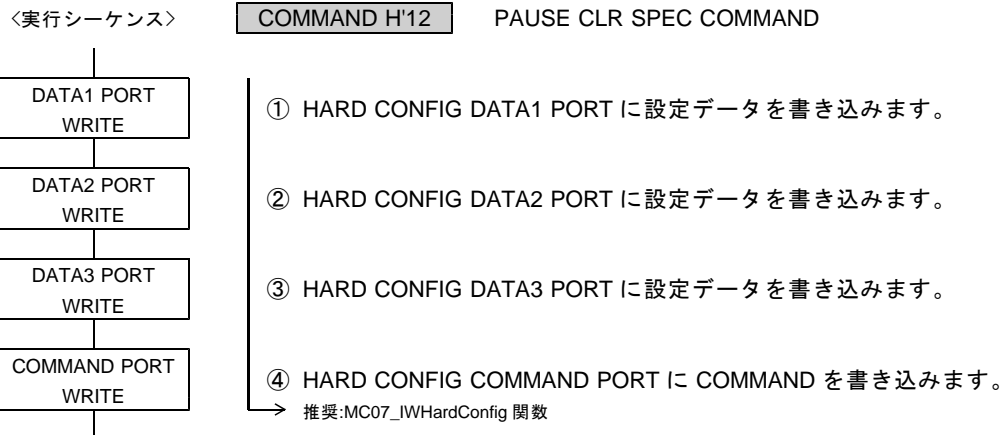 〈実行シーケンス〉 COMMAND H'12 PAUSE CLR SPEC COMMAND
DATA1 PORT
WRITE
① HARD CONFIG DATA1 PORT に設定データを書き込みます。
DATA2 PORT
WRITE
② HARD CONFIG DATA2 PORT に設定データを書き込みます。
DATA3 PORT
WRITE
③ HARD CONFIG DATA3 PORT に設定データを書き込みます。
COMMAND PORT
WRITE
④ HARD CONFIG COMMAND PORT に COMMAND を書き込みます。
推奨:MC07_IWHardConfig 関数